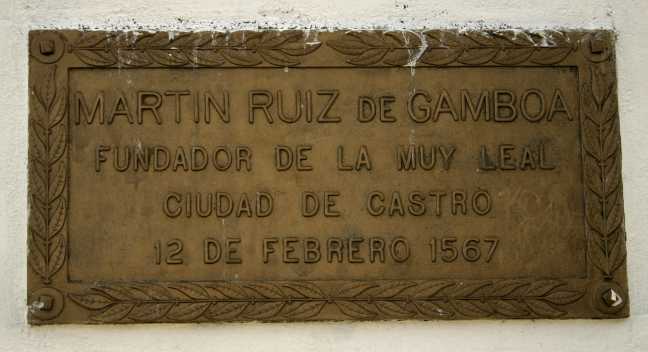 MARTIN RUIZ DE GAMBOA
FUNDADOR DE LA MUY LEAL
CIUDAD DE CASTRO
12 DE FEBRERO 1567